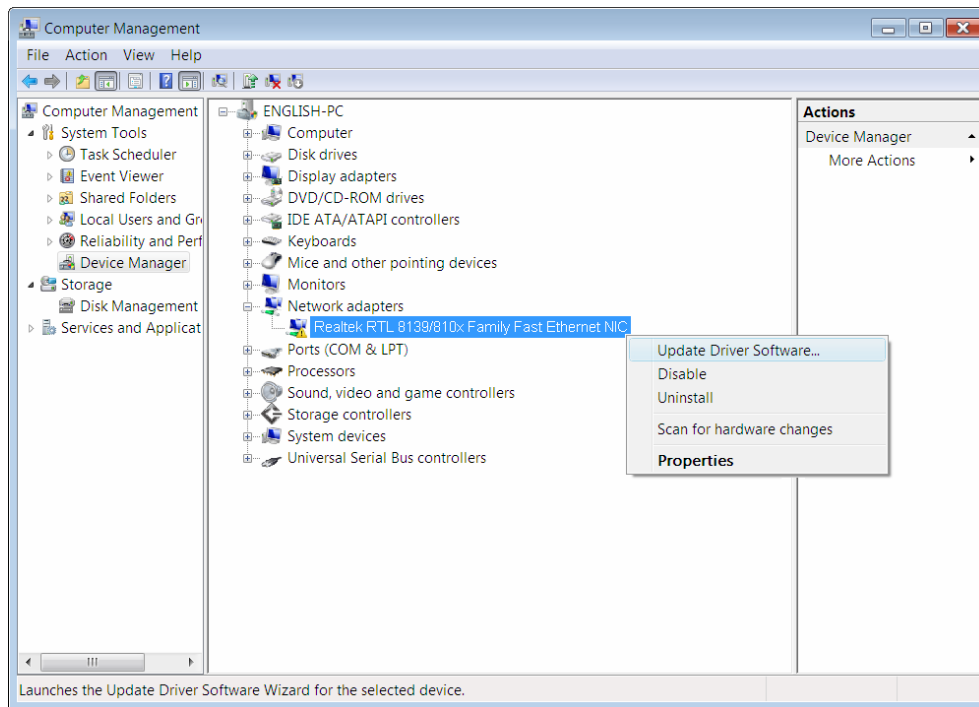 Computer Management
File Action View Help
Computer Management
System Tools
Task Scheduler
Event Viewer
Shared Folders
Local Users and Gr
Reliability and Perf
Device Manager
Storage
Disk Management
Services and Applicat
ENGLISH-PC
Computer
Disk drives
Display adapters
DVD/CD-ROM drives
IDE ATA/ATAPI controllers
Keyboards
Mice and other pointing devices
Monitors
Network adapters
Realtek RTL 8139/810x Family Fast Ethernet NIC
Ports (COM & LPT)
Processors
Sound, video and game controllers
Storage controllers
System devices
Universal Serial Bus controllers
Update Driver Software...
Disable
Uninstall
Scan for hardware changes
Properties
Actions
Device Manager
More Actions
Launches the Update Driver Software Wizard for the selected device.